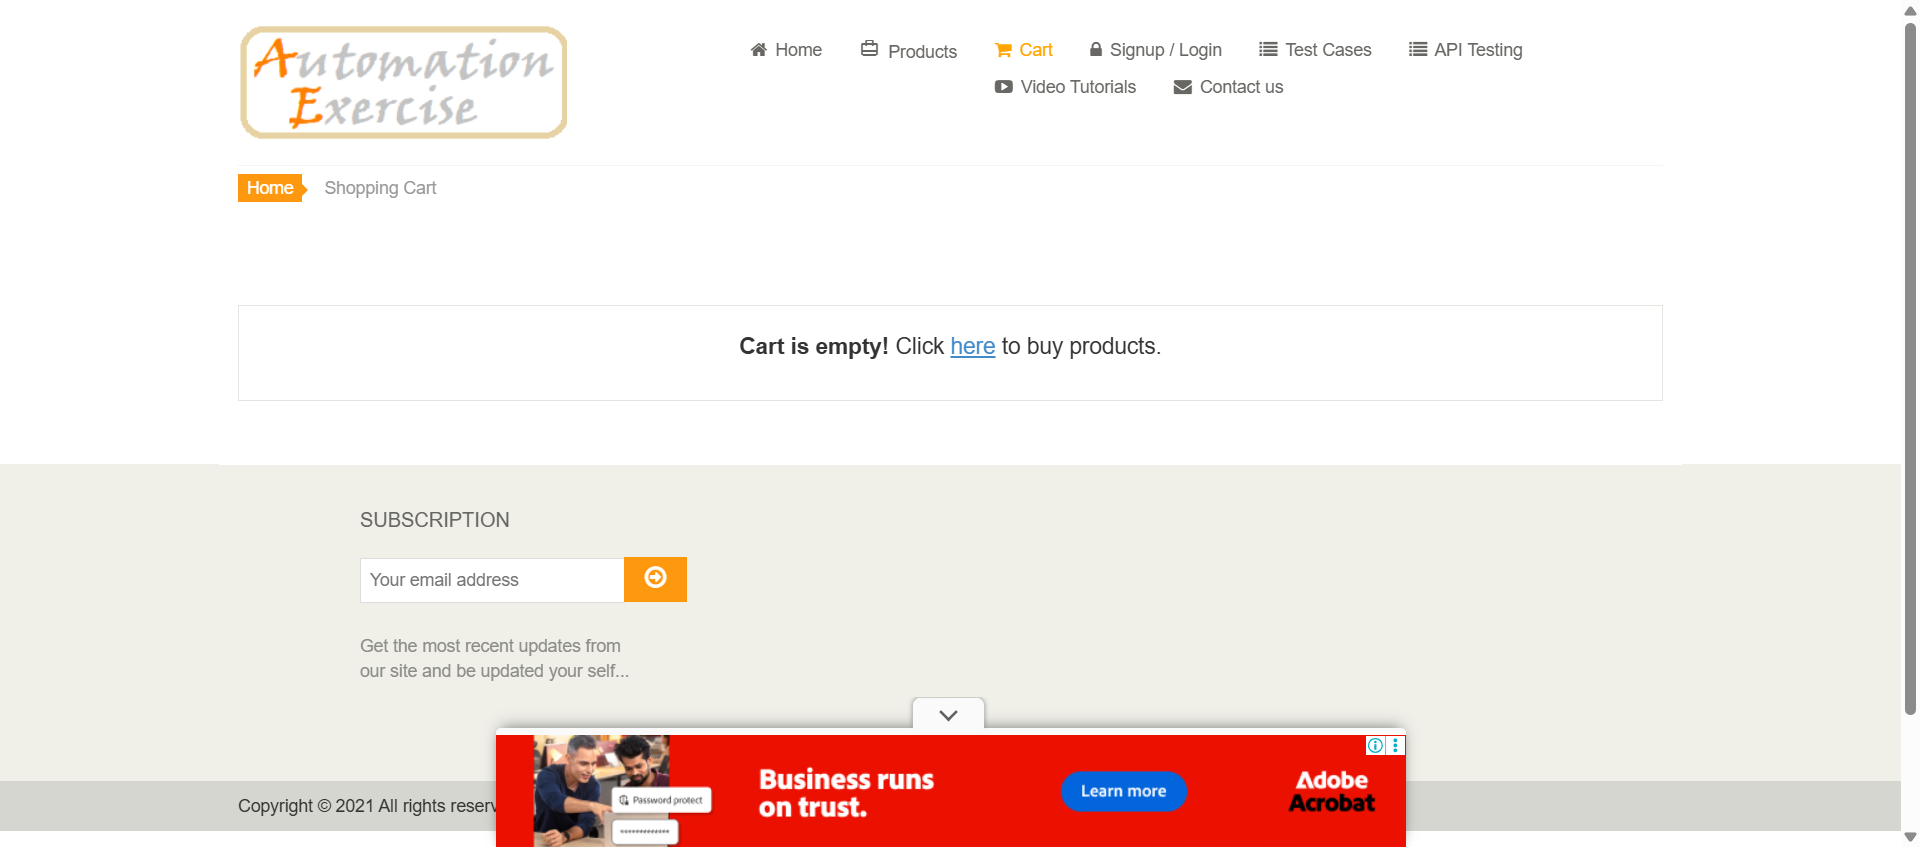 Automation
Exercise
Home
Products
Cart
Signup / Login
Test Cases
API Testing
Video Tutorials
Contact us
Home
Shopping Cart
Cart is empty! Click here to buy products.
SUBSCRIPTION
Your email address
Get the most recent updates from
our site and be updated your self...
Copyright © 2021 All rights reserv
Password protect
*************
Business runs
on trust.
Learn more
Adobe
Acrobat